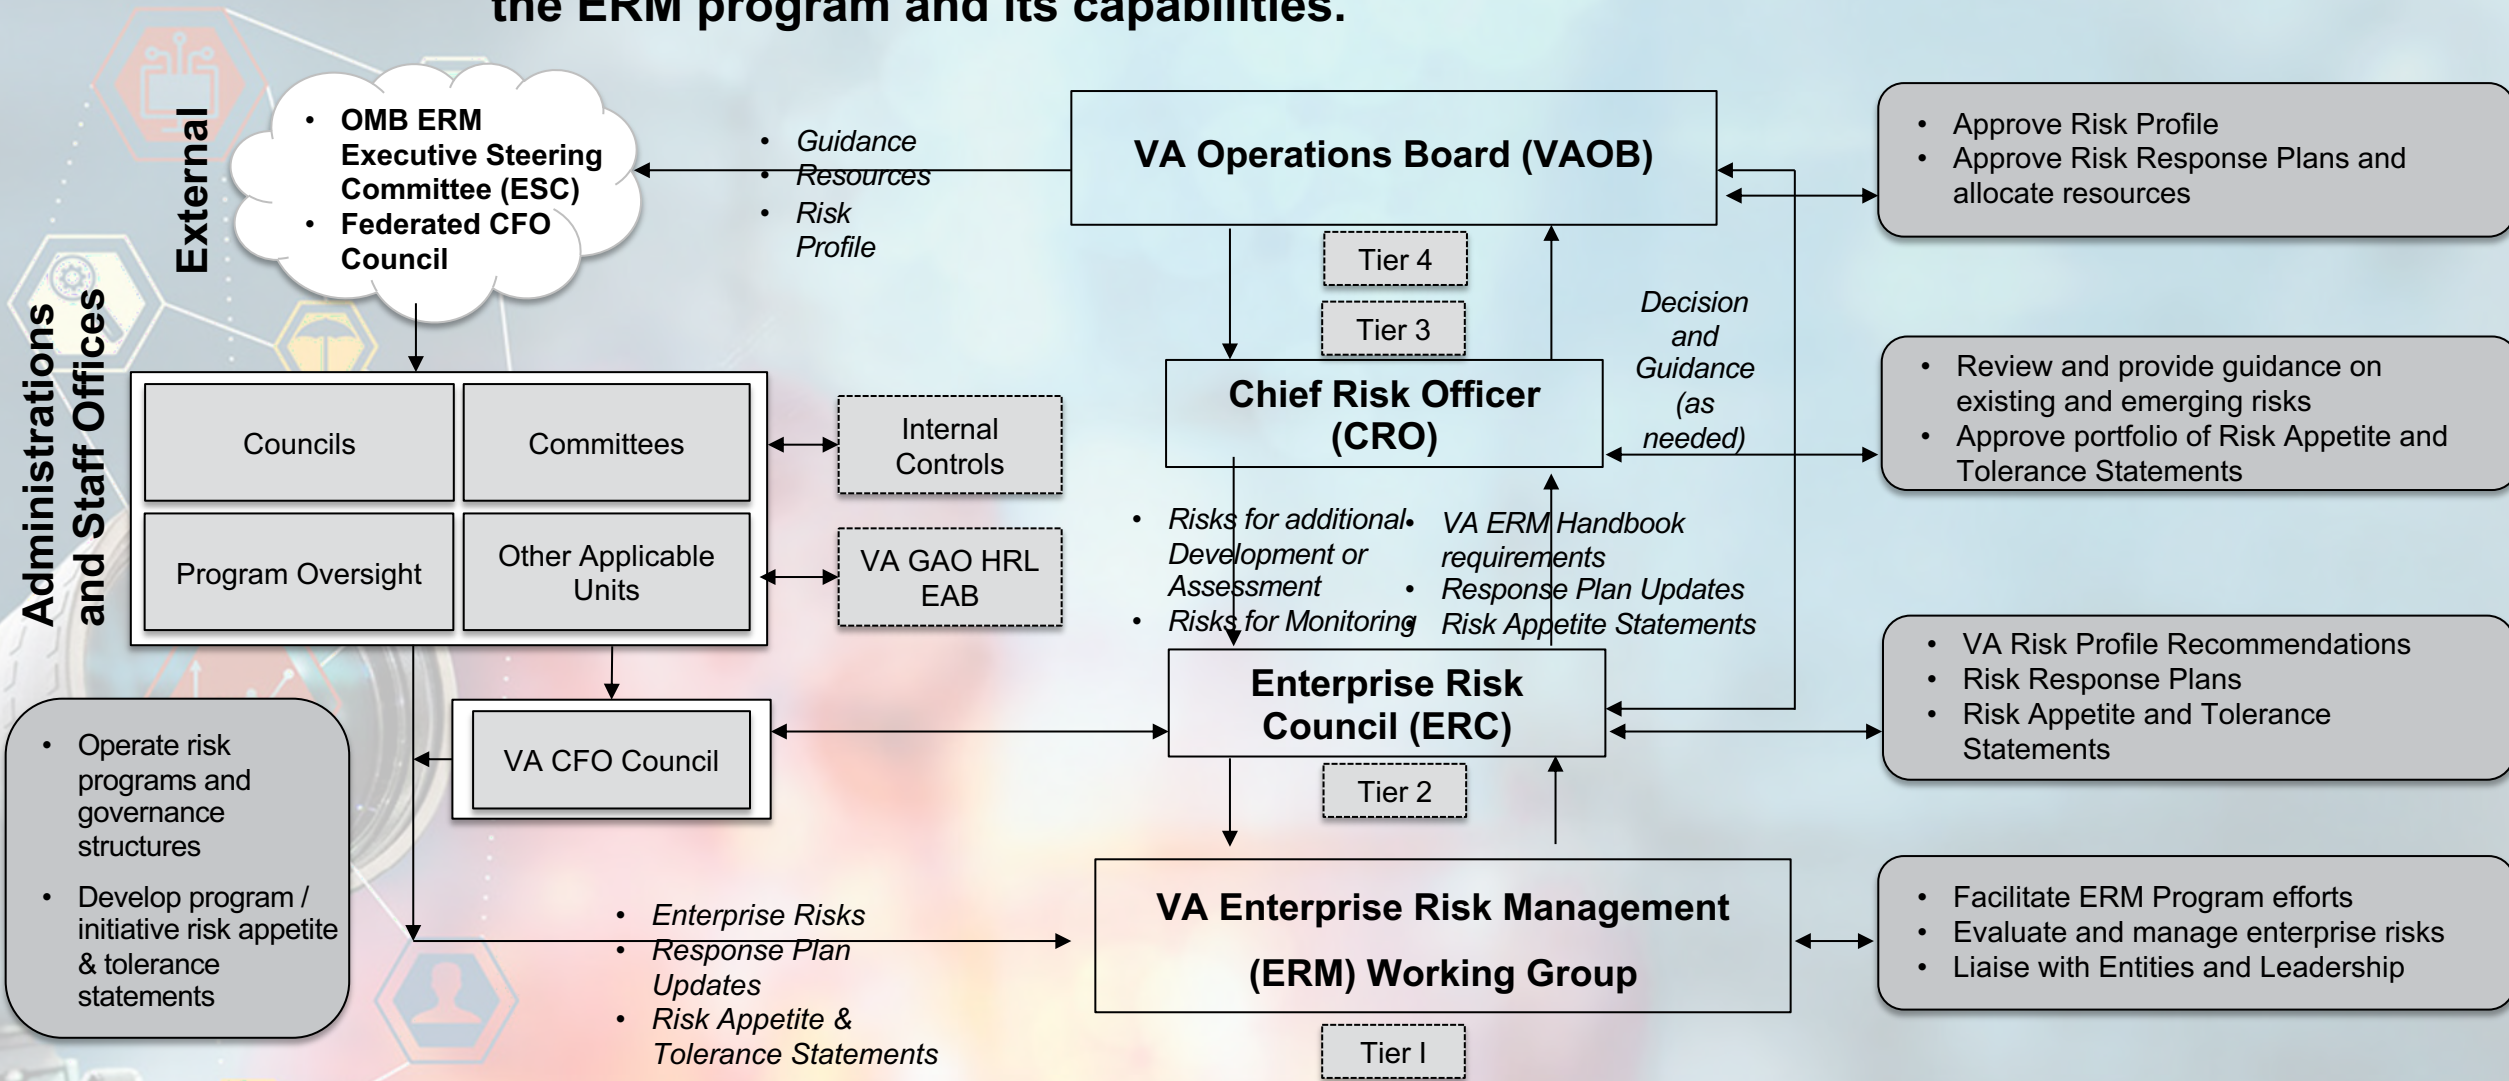 the ERM program and its capabilities.
External
• OMB ERM
Executive Steering
Committee (ESC)
• Federated CFO
Council
• Guidance
• Resources
• Risk
Profile
VA Operations Board (VAOB)
• Approve Risk Profile
• Approve Risk Response Plans and
allocate resources
Tier 4
Tier 3
Decision
and
Guidance
(as
needed)
Administrations
and Staff Offices
Councils
Committees
Program Oversight
Other Applicable
Units
Internal
Controls
VA GAO HRL
EAB
Chief Risk Officer
(CRO)
• Review and provide guidance on
existing and emerging risks
• Approve portfolio of Risk Appetite and
Tolerance Statements
• Risks for additional
Development or
Assessment
• Risks for Monitoring
• VA ERM Handbook
requirements
• Response Plan Updates
• Risk Appetite Statements
Enterprise Risk
Council (ERC)
• VA Risk Profile Recommendations
• Risk Response Plans
• Risk Appetite and Tolerance
Statements
VA CFO Council
Tier 2
• Operate risk
programs and
governance
structures
• Develop program /
initiative risk appetite
& tolerance
statements
• Enterprise Risks
• Response Plan
Updates
• Risk Appetite &
Tolerance Statements
VA Enterprise Risk Management
(ERM) Working Group
• Facilitate ERM Program efforts
• Evaluate and manage enterprise risks
• Liaise with Entities and Leadership
Tier I